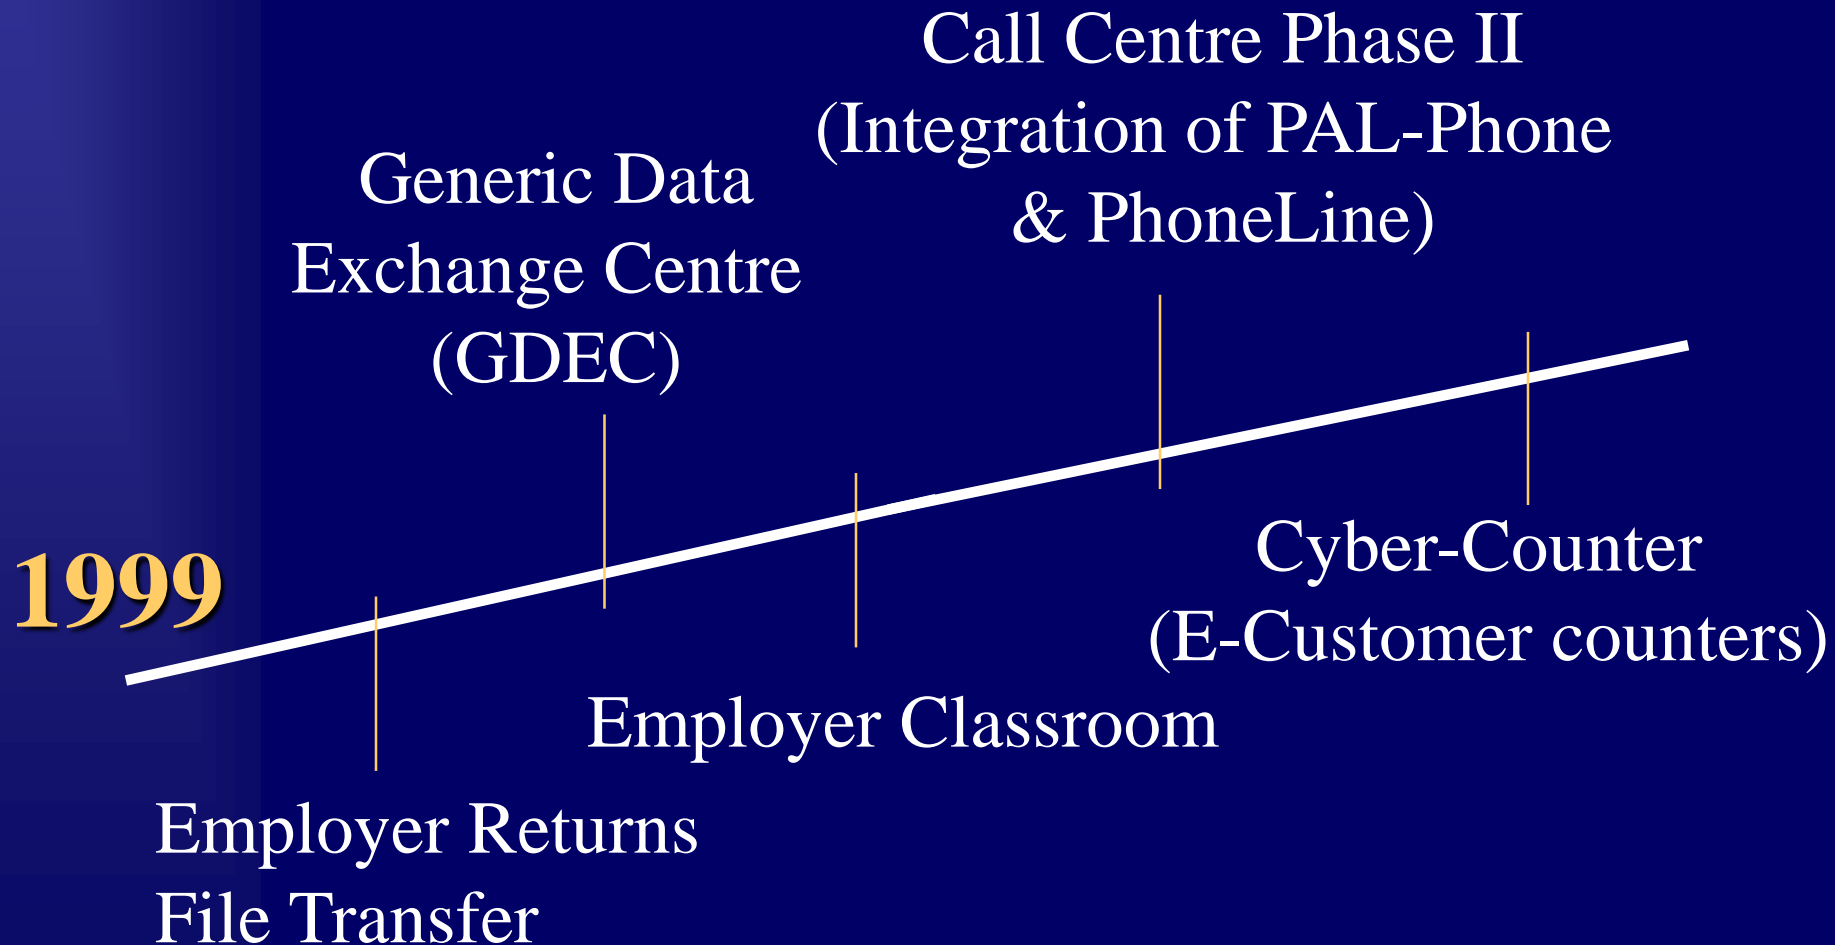 Call Centre Phase II
(Integration of PAL-Phone
& PhoneLine)
Generic Data
Exchange Centre
(GDEC)
1999
Cyber-Counter
(E-Customer counters)
Employer Classroom
Employer Returns
File Transfer